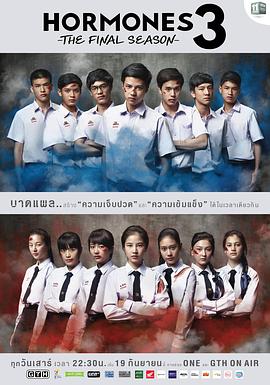 HORMONES 3
-THE FINAL SEASON-
บาดแผล..สร้าง"ความเจ็บปวด"และ"ความเข้มแข็ง"ได้ในเวลาเดียวกัน
ทุกวันเสาร์ เวลา 22:30น. เริ่ม 19 กันยายนนี้ ทางช่อง ONE และ GTH ON AIR
GTH